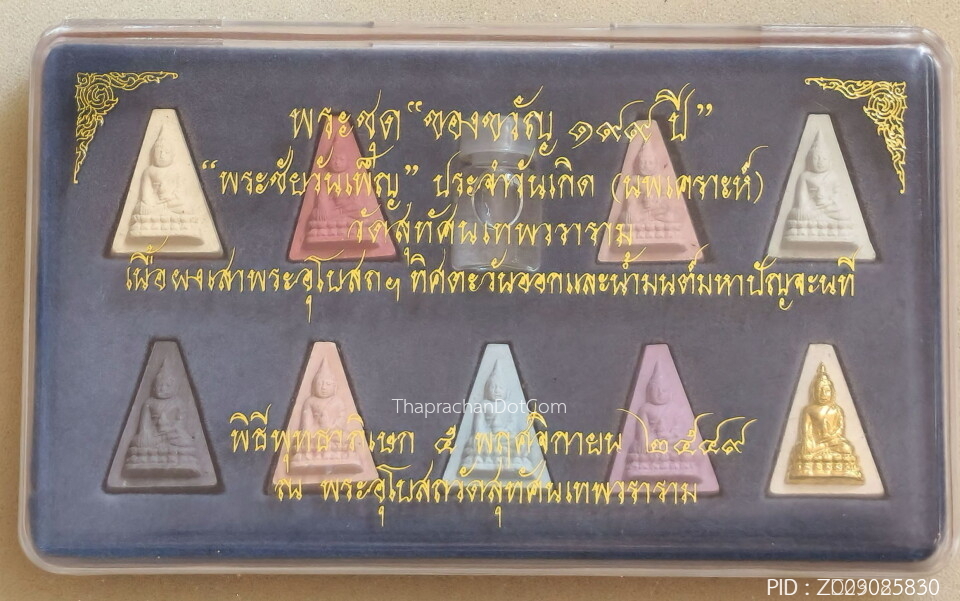 พระชุด “ของขวัญ ๑๙๙ ปี”
“พระชัยวันเพ็ญ” ประจำวันเกิด (นพเคราะห์)
วัดสุทัศนเทพวราราม
เนื้อผงเสาพระอุโบสถฯ ทิศตะวันออกและน้ำมนต์มหาปัญจะนที
ThaprachanDotCom
พิธีพุทธาภิเษก ๕ พฤศจิกายน ๒๕๔๙
ณ พระอุโบสถวัดสุทัศนเทพวราราม
PID : Z009085830